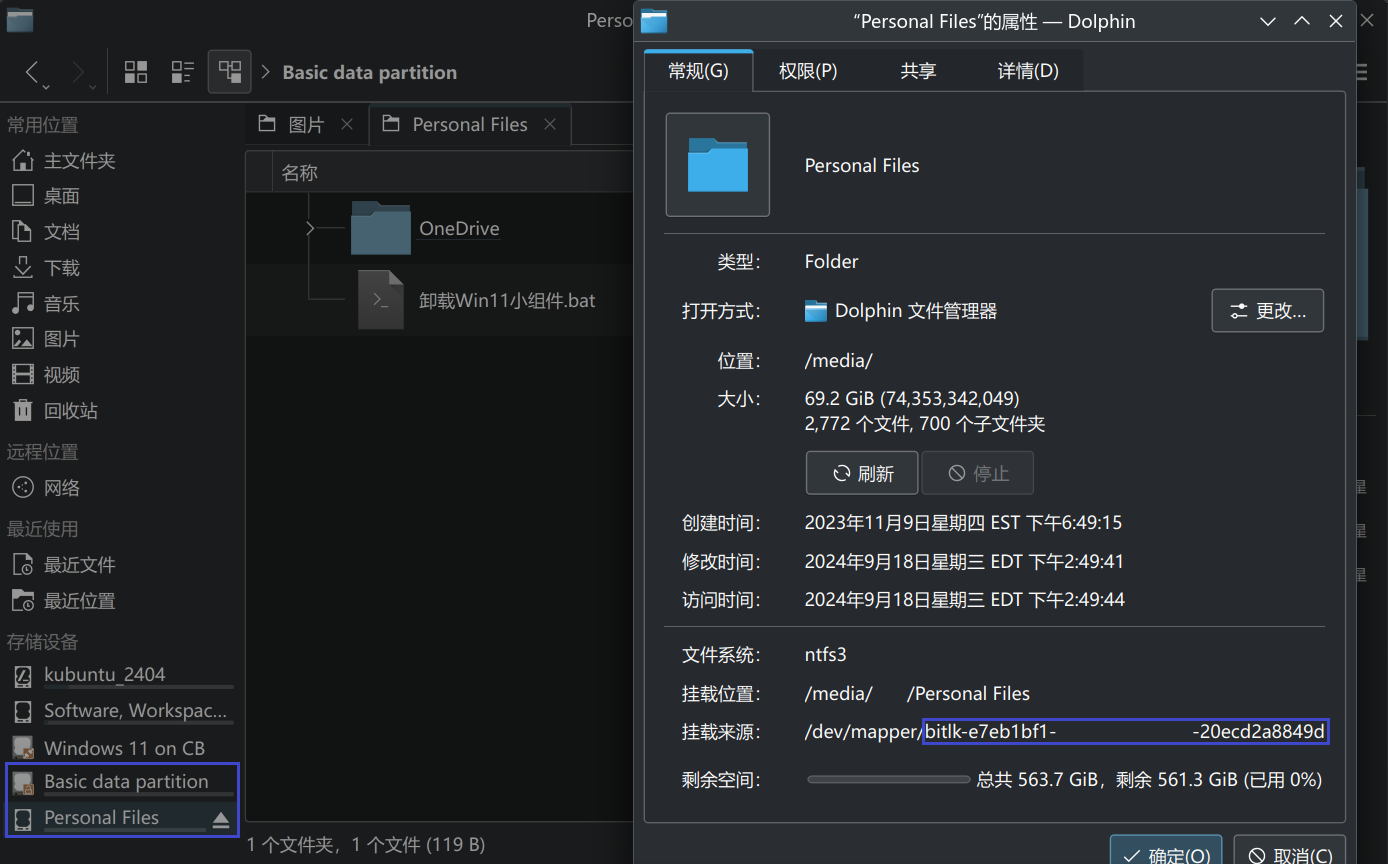 Perso
“Personal Files”的属性 — Dolphin
Basic data partition
常用位置
主文件夹
桌面
文档
下载
音乐
图片
视频
回收站
远程位置
网络
最近使用
最近文件
最近位置
存储设备
kubuntu_2404
Software, Workspac...
Windows 11 on CB
Basic data partition
Personal Files
图片
Personal Files
名称
OneDrive
卸载Win11小组件.bat
1 个文件夹，1 个文件 (119 B)
常规(G) 权限(P) 共享 详情(D)
Personal Files
类型： Folder
打开方式： Dolphin 文件管理器 更改...
位置： /media/
大小： 69.2 GiB (74,353,342,049)
2,772 个文件, 700 个子文件夹
刷新 停止
创建时间： 2023年11月9日星期四 EST 下午6:49:15
修改时间： 2024年9月18日星期三 EDT 下午2:49:41
访问时间： 2024年9月18日星期三 EDT 下午2:49:44
文件系统： ntfs3
挂载位置： /media/ /Personal Files
挂载来源： /dev/mapper/bitlk-e7eb1bf1- -20ecd2a8849d
剩余空间： 总共 563.7 GiB，剩余 561.3 GiB (已用 0%)
确定(O) 取消(C)